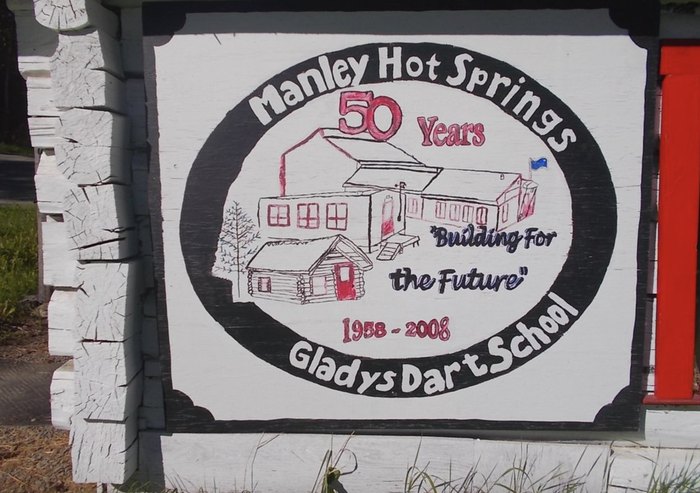 Manley Hot Springs
50 Years
"Building For
the Future"
1958 - 2008
Gladys Dart School